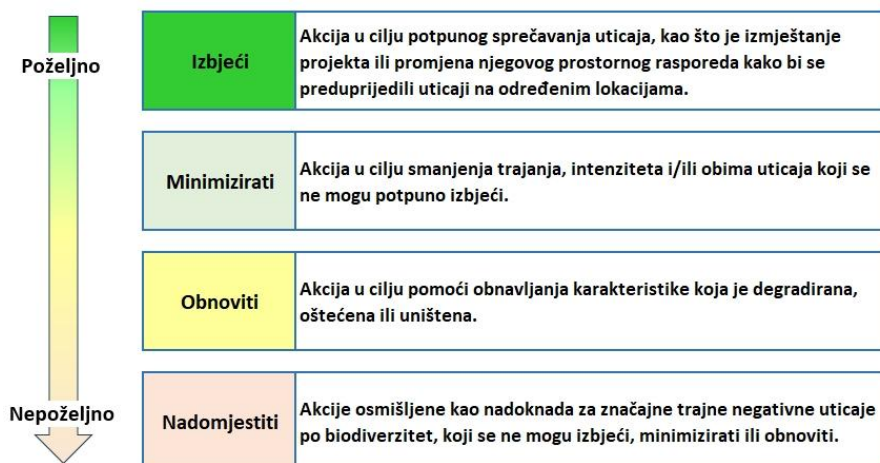 Poželjno
Izbjeći
Akcija u cilju potpunog sprečavanja uticaja, kao što je izmještanje
projekta ili promjena njegovog prostornog rasporeda kako bi se
preduprijedili uticaji na određenim lokacijama.
Minimizirati
Akcija u cilju smanjenja trajanja, intenziteta i/ili obima uticaja koji se
ne mogu potpuno izbjeći.
Obnoviti
Akcija u cilju pomoći obnavljanja karakteristike koja je degradirana,
oštećena ili uništena.
Nepoželjno
Nadomjestiti
Akcije osmišljene kao nadoknada za značajne trajne negativne uticaje
po biodiverzitet, koji se ne mogu izbjeći, minimizirati ili obnoviti.